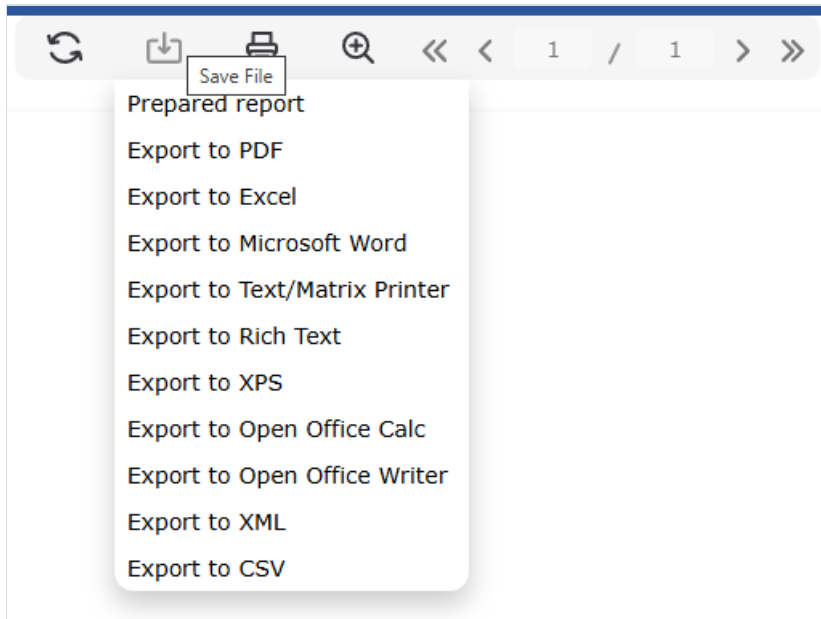 1 / 1
Save File
Prepared report
Export to PDF
Export to Excel
Export to Microsoft Word
Export to Text/Matrix Printer
Export to Rich Text
Export to XPS
Export to Open Office Calc
Export to Open Office Writer
Export to XML
Export to CSV